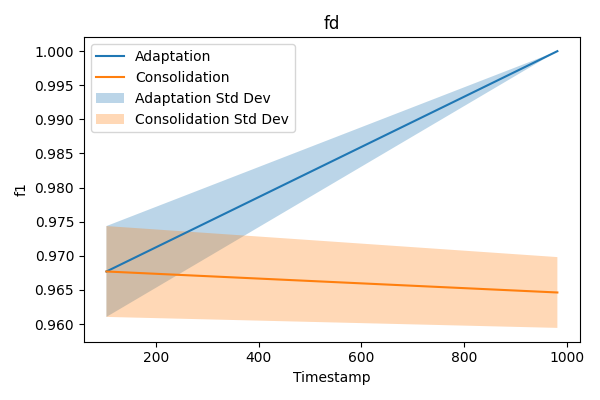 fd
Adaptation
Consolidation
Adaptation Std Dev
Consolidation Std Dev
1.000
0.995
0.990
0.985
0.980
0.975
0.970
0.965
0.960
f1
200
400
600
800
1000
Timestamp